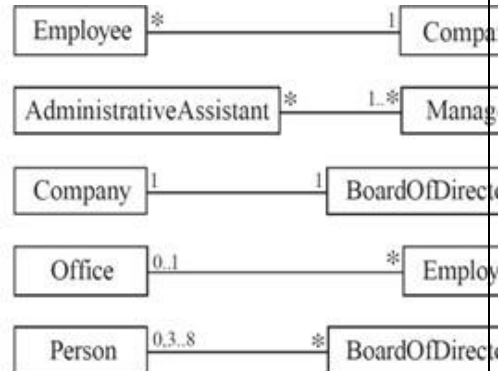 Employee * 1 Compa
AdministrativeAssistant * 1..* Manag
Company 1 1 BoardOfDirect
Office 0..1 * Employ
Person 0,3..8 * BoardOfDirect